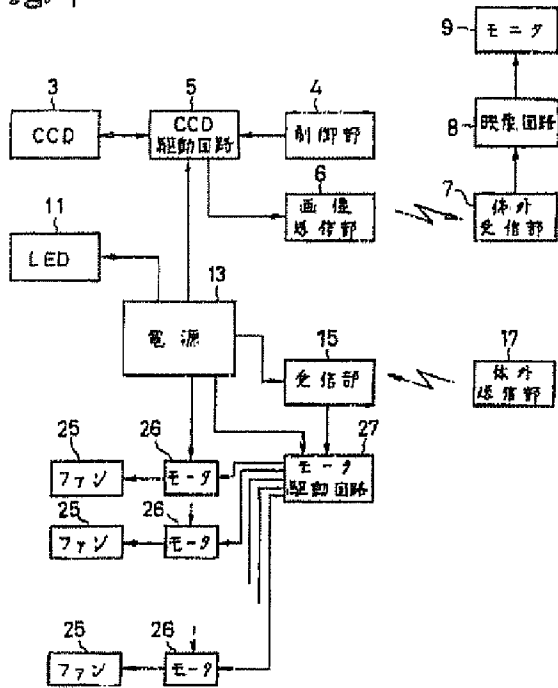 9
モニタ
3
CCD
5
CCD
駆動回路
4
制御部
8
映像回路
6
画像
送信部
7
体外
受信部
11
LED
13
電源
15
受信部
17
体外
送信部
25
ファン
26
モータ
27
モータ
駆動回路
25
ファン
26
モータ
25
ファン
26
モータ